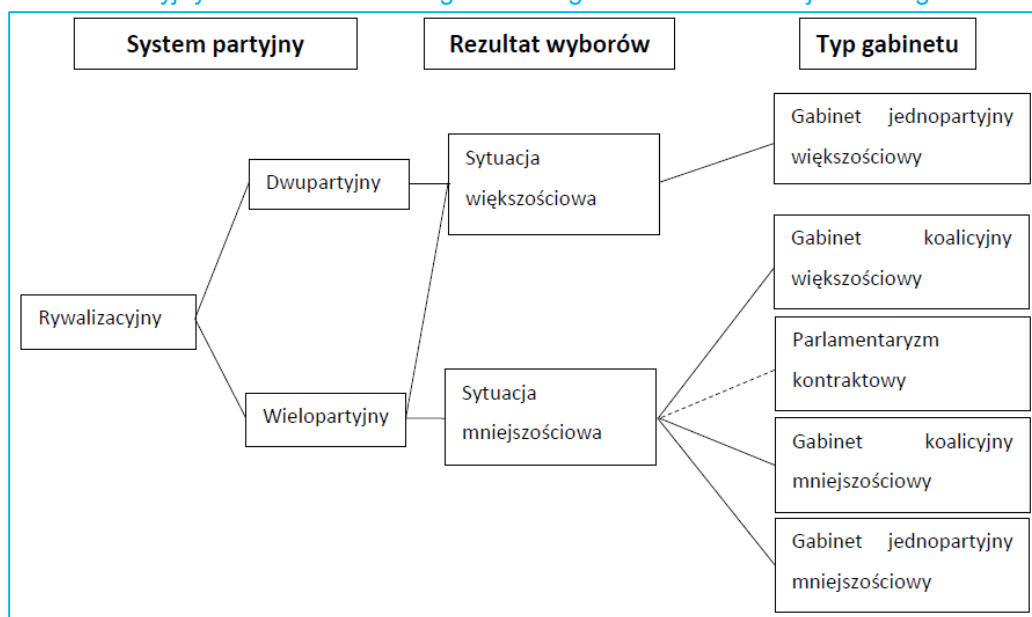 System partyjny
Rezultat wyborów
Typ gabinetu
Gabinet jednopartyjny
większościowy
Sytuacja
większościowa
Dwupartyjny
Gabinet koalicyjny
większościowy
Rywalizacyjny
Parlamentaryzm
kontraktowy
Sytuacja
mniejszościowa
Wielopartyjny
Gabinet koalicyjny
mniejszościowy
Gabinet jednopartyjny
mniejszościowy